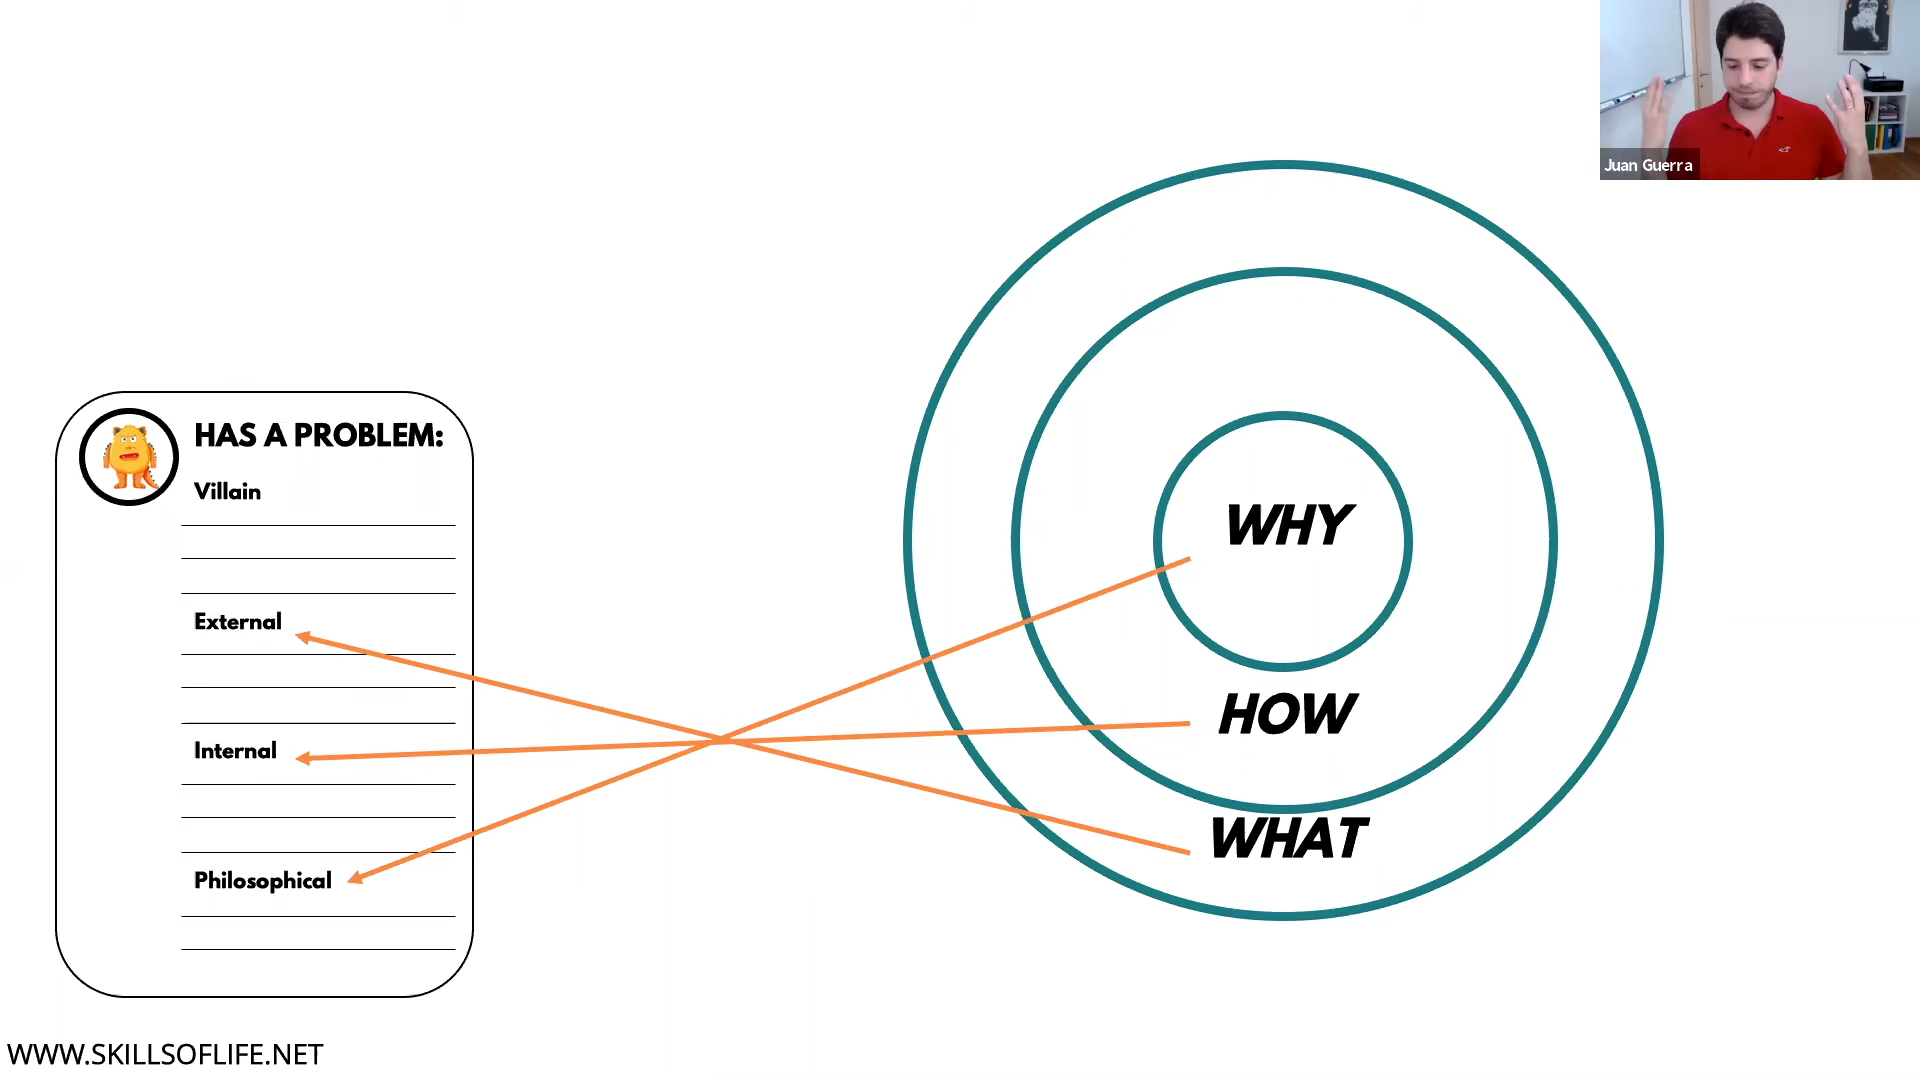 Juan Guerra
HAS A PROBLEM:
Villain
External
Internal
Philosophical
WHY
HOW
WHAT
WWW.SKILLSOFLIFE.NET